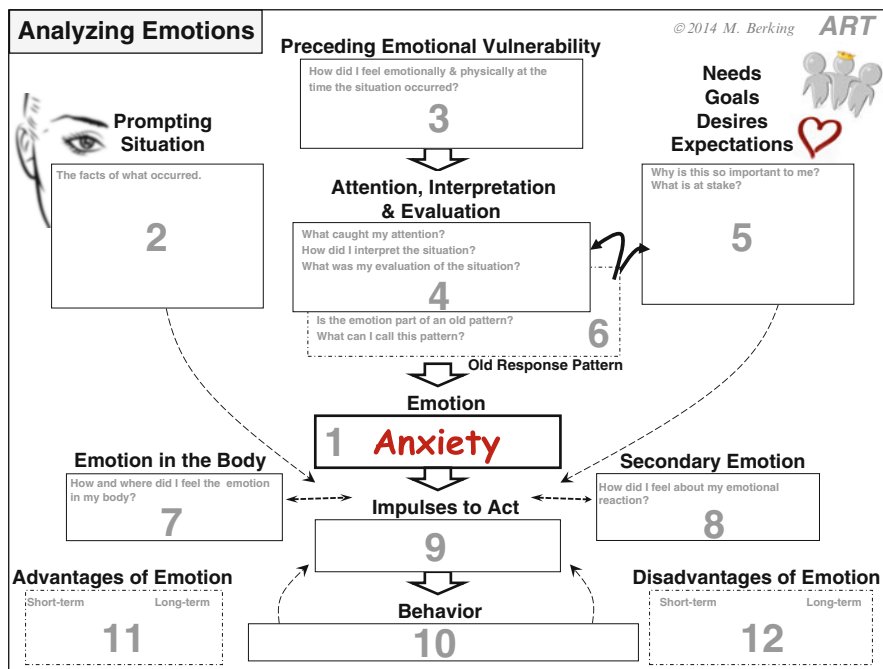 Analyzing Emotions
© 2014 M. Berking
ART
Preceding Emotional Vulnerability
How did I feel emotionally & physically at the
time the situation occurred?
3
Needs
Goals
Desires
Expectations
Prompting
Situation
The facts of what occurred.
2
Attention, Interpretation
& Evaluation
What caught my attention?
How did I interpret the situation?
What was my evaluation of the situation?
4
Why is this so important to me?
What is at stake?
5
Is the emotion part of an old pattern?
What can I call this pattern?
6
Old Response Pattern
Emotion
1 Anxiety
Emotion in the Body
How and where did I feel the emotion
in my body?
7
Secondary Emotion
How did I feel about my emotional
reaction?
8
Impulses to Act
9
Advantages of Emotion
Short-term Long-term
11
Behavior
10
Disadvantages of Emotion
Short-term Long-term
12